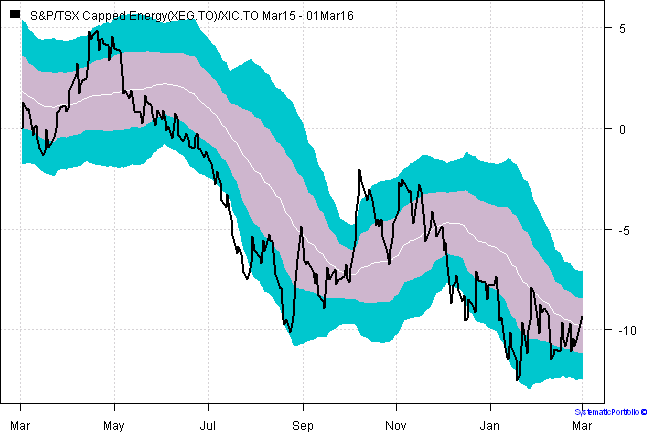 S&P/TSX Capped Energy(XEG.TO)/XIC.TO Mar15 - 01Mar16
5
0
-5
-10
Mar May Jul Sep Nov Jan Mar
SystematicPortfolio ©